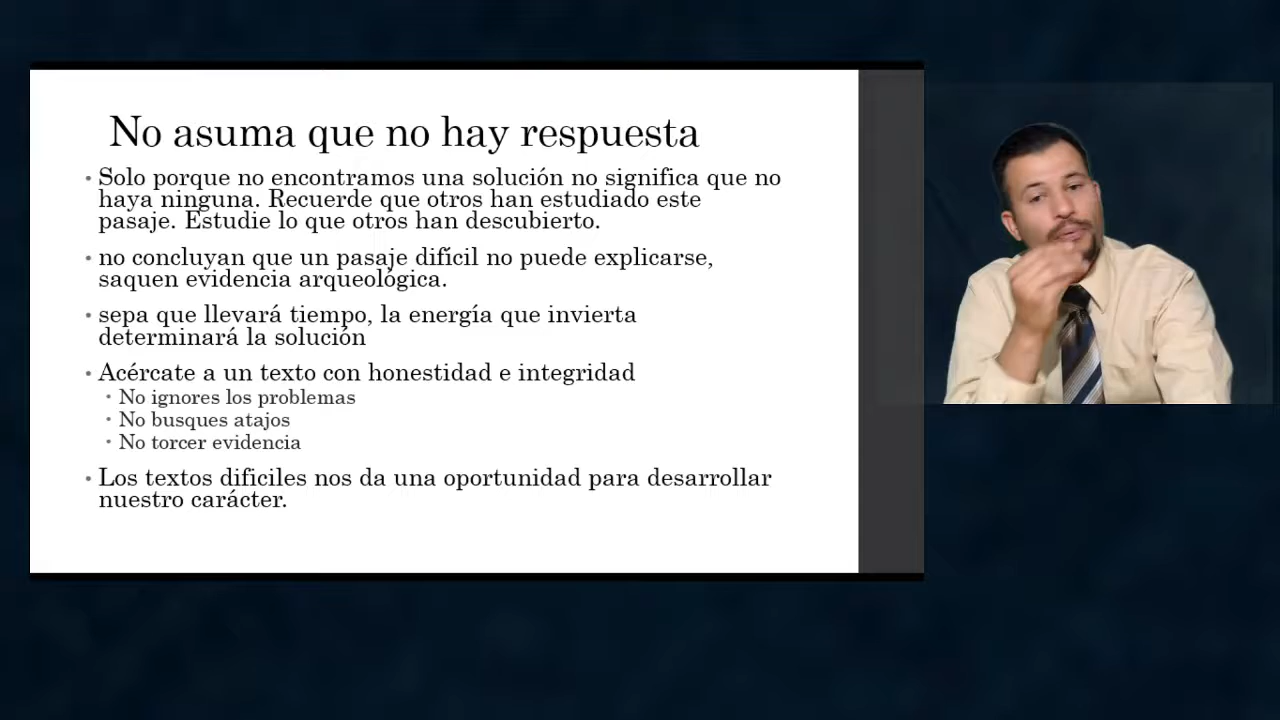 No asuma que no hay respuesta
• Solo porque no encontramos una solución no significa que no
haya ninguna. Recuerde que otros han estudiado este
pasaje. Estudie lo que otros han descubierto.
• no concluyan que un pasaje difícil no puede explicarse,
saquen evidencia arqueológica.
• sepa que llevará tiempo, la energía que invierta
determinará la solución
• Acércate a un texto con honestidad e integridad
• No ignores los problemas
• No busques atajos
• No torcer evidencia
• Los textos dificiles nos da una oportunidad para desarrollar
nuestro carácter.